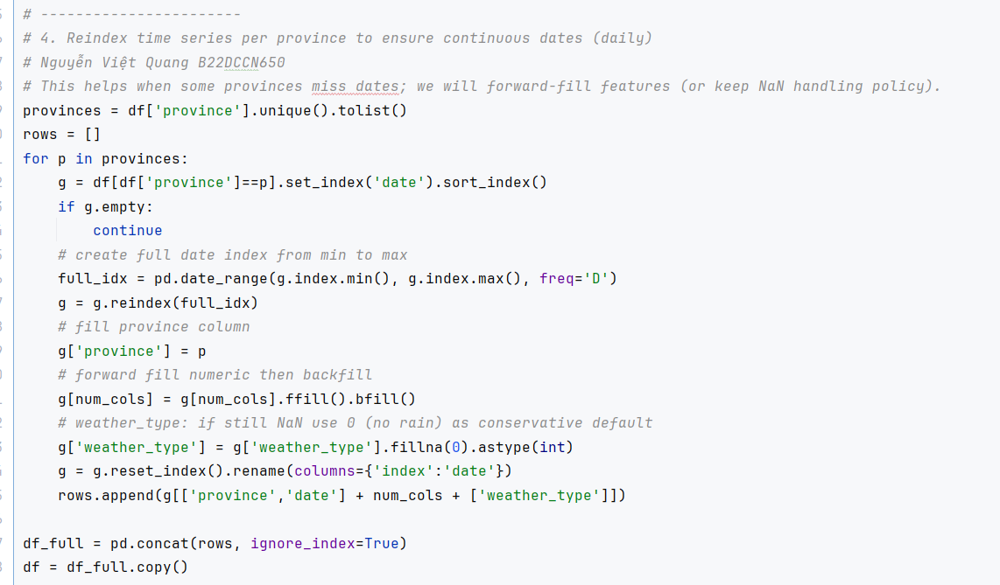 # -----------------------
# 4. Reindex time series per province to ensure continuous dates (daily)
# Nguyễn Việt Quang B22DCCN650
# This helps when some provinces miss dates; we will forward-fill features (or keep NaN handling policy).
provinces = df['province'].unique().tolist()
rows = []
for p in provinces:
    g = df[df['province']==p].set_index('date').sort_index()
    if g.empty:
        continue
    # create full date index from min to max
    full_idx = pd.date_range(g.index.min(), g.index.max(), freq='D')
    g = g.reindex(full_idx)
    # fill province column
    g['province'] = p
    # forward fill numeric then backfill
    g[num_cols] = g[num_cols].ffill().bfill()
    # weather_type: if still NaN use 0 (no rain) as conservative default
    g['weather_type'] = g['weather_type'].fillna(0).astype(int)
    g = g.reset_index().rename(columns={'index':'date'})
    rows.append(g[['province','date'] + num_cols + ['weather_type']])
df_full = pd.concat(rows, ignore_index=True)
df = df_full.copy()